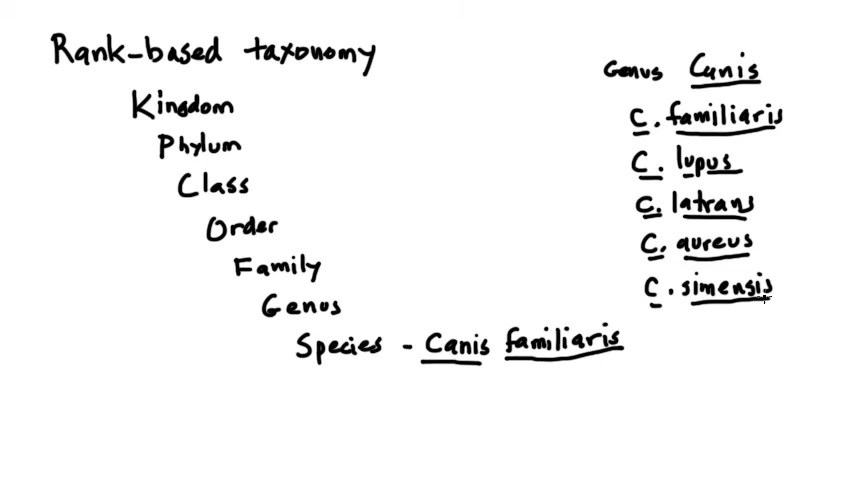 Rank-based taxonomy
Kingdom
Phylum
Class
Order
Family
Genus
Species - Canis familiaris
Genus Canis
C. familiaris
C. lupus
C. latrans
C. aureus
C. simensis